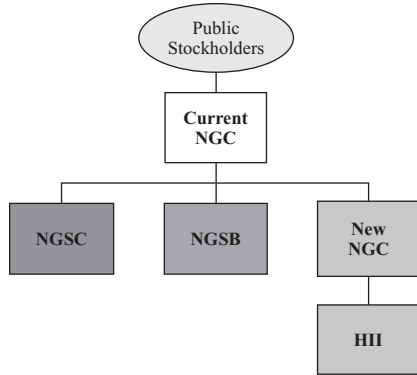 Public
Stockholders
Current
NGC
NGSC
NGSB
New
NGC
HII